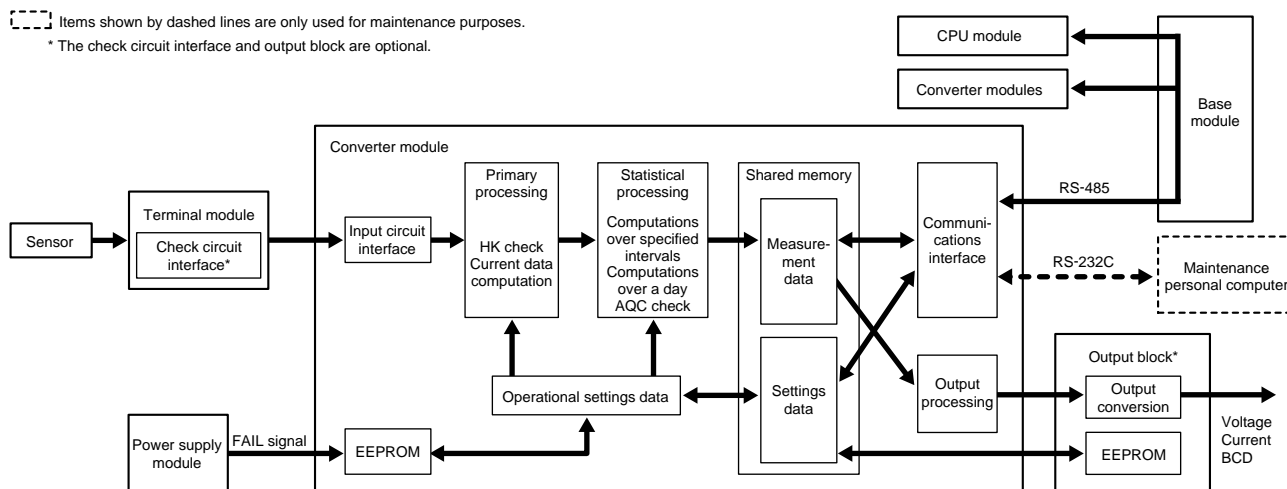 Items shown by dashed lines are only used for maintenance purposes.
* The check circuit interface and output block are optional.
CPU module
Converter modules
Base
module
Converter module
Primary
processing
HK check
Current data
computation
Statistical
processing
Computations
over specified
intervals
Computations
over a day
AQC check
Shared memory
Measure-
ment
data
Settings
data
Communi-
cations
interface
RS-485
RS-232C
Maintenance
personal computer
Sensor
Terminal module
Check circuit
interface*
Input circuit
interface
Operational settings data
Output
processing
Output block*
Output
conversion
EEPROM
Voltage
Current
BCD
Power supply
module
FAIL signal
EEPROM